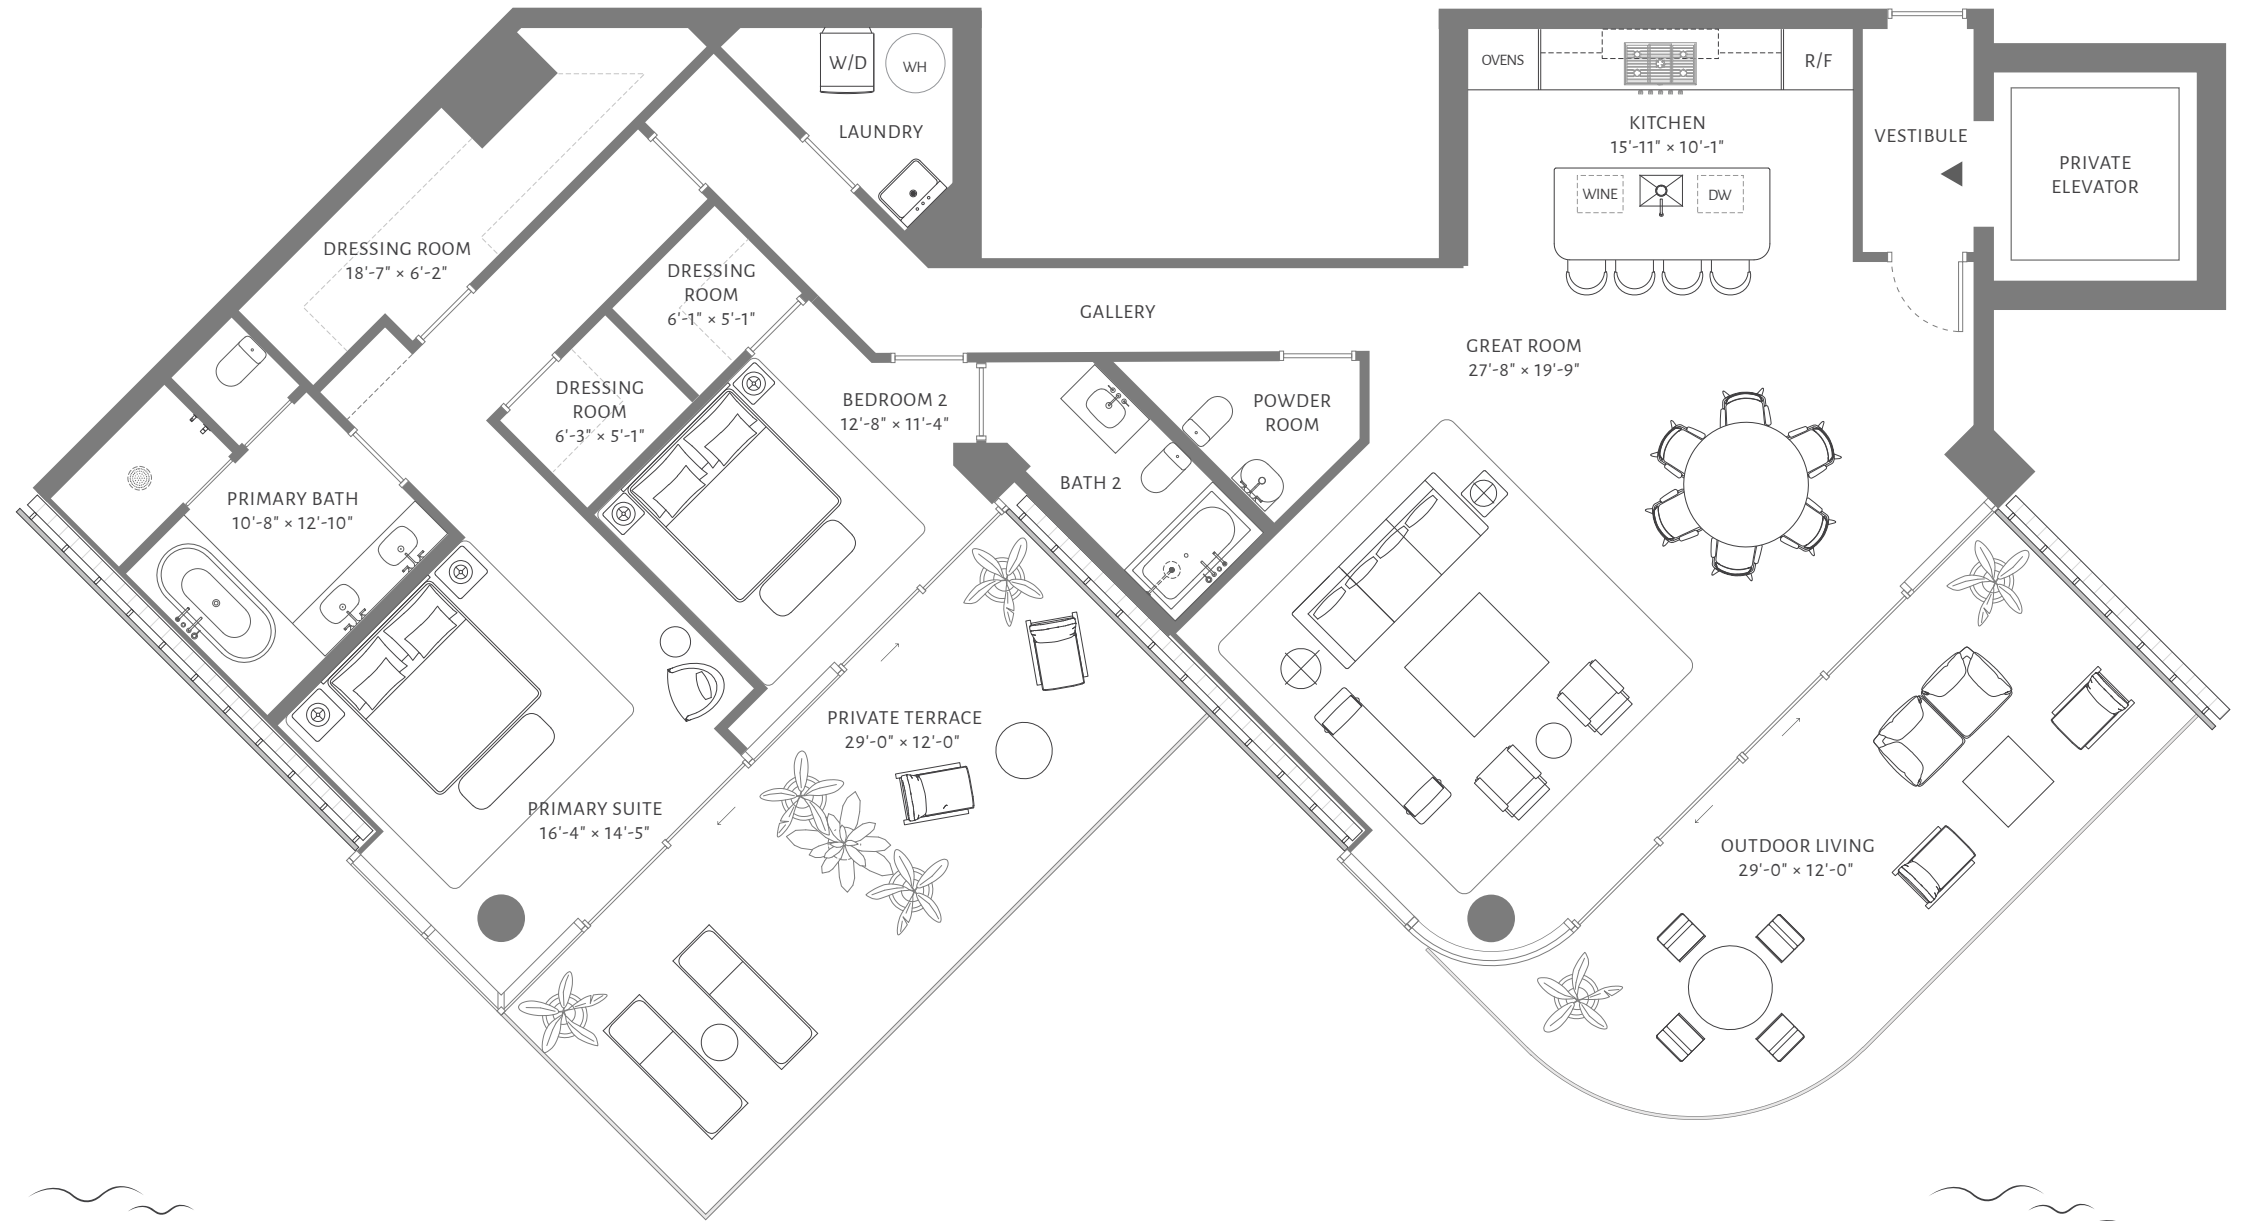 W/D
WH
LAUNDRY
OVENS
R/F
KITCHEN
15'-11" × 10'-1"
WINE
DW
VESTIBULE
PRIVATE
ELEVATOR
DRESSING ROOM
18'-7" × 6'-2"
DRESSING
ROOM
6'-1" × 5'-1"
GALLERY
GREAT ROOM
27'-8" × 19'-9"
DRESSING
ROOM
6'-3" × 5'-1"
BEDROOM 2
12'-8" × 11'-4"
POWDER
ROOM
BATH 2
PRIMARY BATH
10'-8" × 12'-10"
PRIVATE TERRACE
29'-0" × 12'-0"
PRIMARY SUITE
16'-4" × 14'-5"
OUTDOOR LIVING
29'-0" × 12'-0"